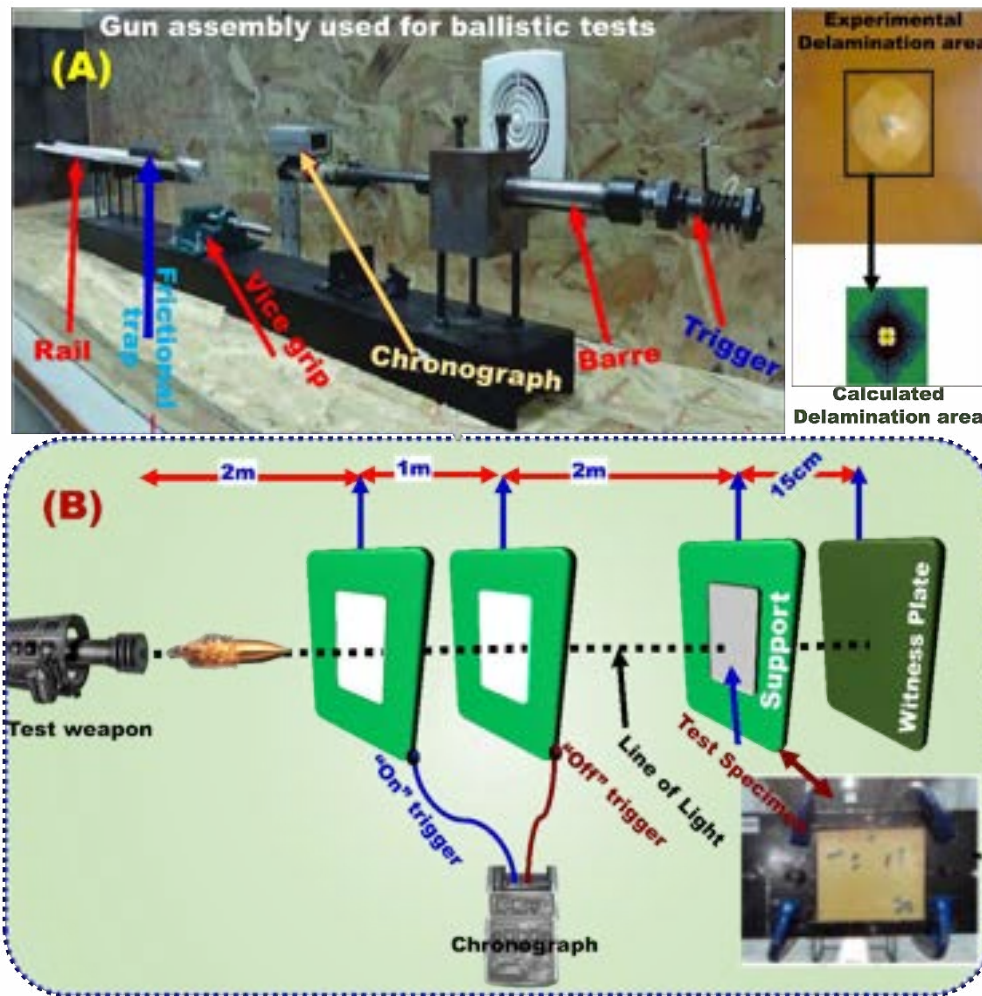 Gun assembly used for ballistic tests
(A)
Rail
Frictional
trap
Vice grip
Chronograph
Barre
Trigger
Experimental
Delamination area
Calculated
Delamination area
(B)
2m
1m
2m
15cm
Test weapon
"On" trigger
"Off" trigger
Line of Light
Test Specimen
Support
Witness Plate
Chronograph